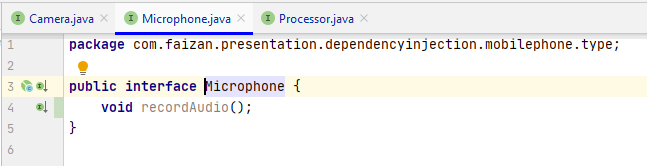 Camera.java Microphone.java Processor.java
1 package com.faizan.presentation.dependencyinjection.mobilephone.type;
2
3 public interface Microphone {
4 void recordAudio();
5 }
6